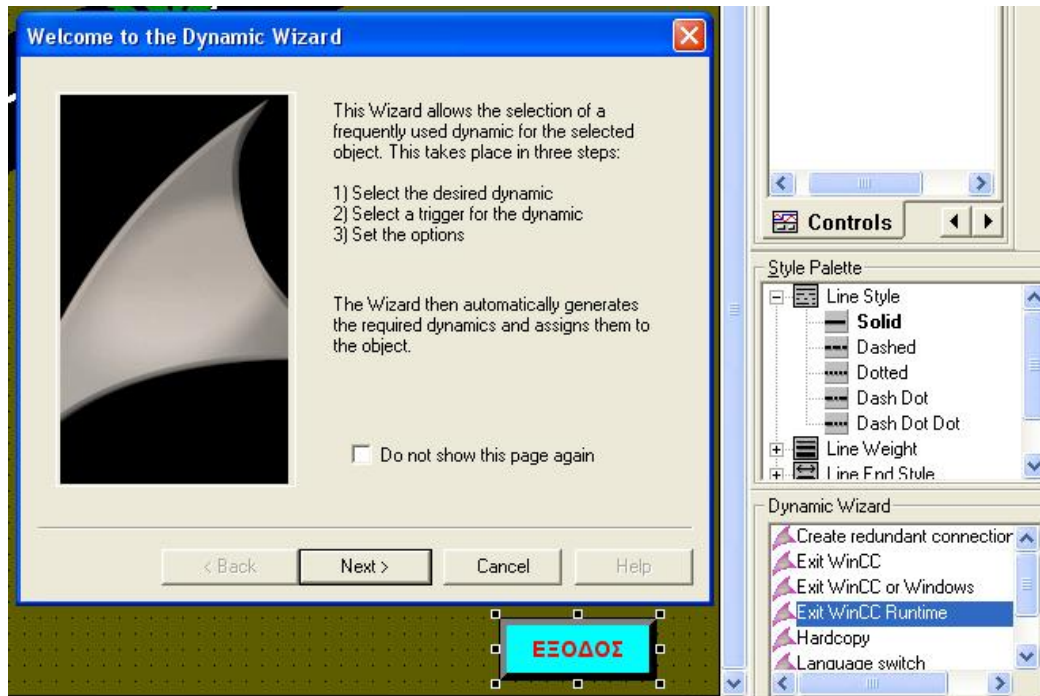 Welcome to the Dynamic Wizard
This Wizard allows the selection of a
frequently used dynamic for the selected
object. This takes place in three steps:
1) Select the desired dynamic
2) Select a trigger for the dynamic
3) Set the options
The Wizard then automatically generates
the required dynamics and assigns them to
the object.
Do not show this page again
< Back
Next >
Cancel
Help
ΕΞΟΔΟΣ
Controls
Style Palette
Line Style
Solid
Dashed
Dotted
Dash Dot
Dash Dot Dot
Line Weight
Line End Style
Dynamic Wizard
Create redundant connection
Exit WinCC
Exit WinCC or Windows
Exit WinCC Runtime
Hardcopy
Language switch